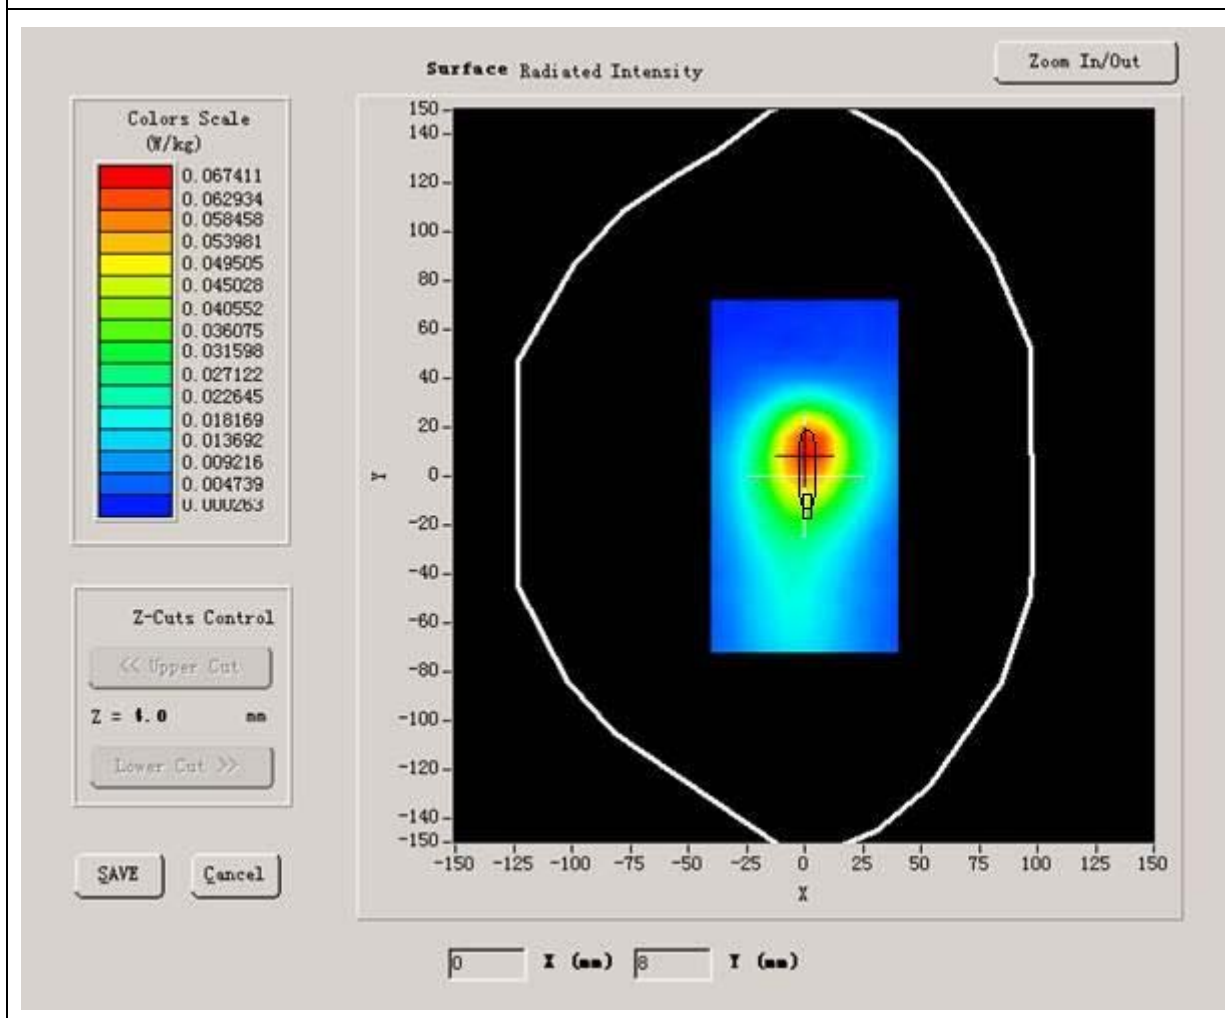 Surface Radiated Intensity
Zoom In/Out
Colors Scale
(W/kg)
0.067411
0.062934
0.058458
0.053981
0.049505
0.045028
0.040552
0.036075
0.031598
0.027122
0.022645
0.018169
0.013692
0.009216
0.004739
0.000263
Z-Cuts Control
<< Upper Cut
Z = 4.0 mm
Lower Cut >>
SAVE
Cancel
150
140
120
100
80
60
40
20
0
-20
-40
-60
-80
-100
-120
-140
-150
Y
-150 -125 -100 -75 -50 -25 0 25 50 75 100 125 150
X
0 X (mm) 8 Y (mm)